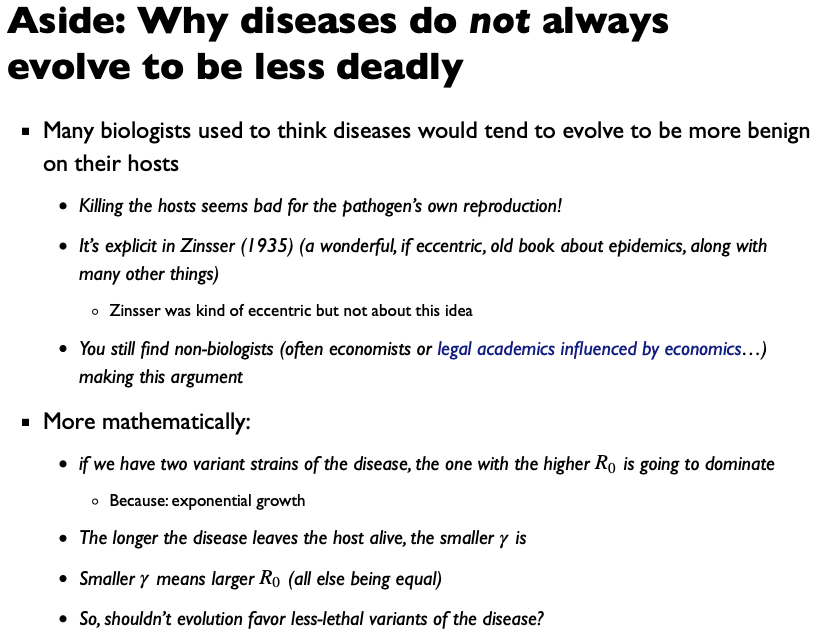 Aside: Why diseases do not always
evolve to be less deadly
▪ Many biologists used to think diseases would tend to evolve to be more benign
on their hosts
• Killing the hosts seems bad for the pathogen’s own reproduction!
• It’s explicit in Zinsser (1935) (a wonderful, if eccentric, old book about epidemics, along with
many other things)
◦ Zinsser was kind of eccentric but not about this idea
• You still find non-biologists (often economists or legal academics influenced by economics…)
making this argument
▪ More mathematically:
• if we have two variant strains of the disease, the one with the higher R₀ is going to dominate
◦ Because: exponential growth
• The longer the disease leaves the host alive, the smaller γ is
• Smaller γ means larger R₀ (all else being equal)
• So, shouldn’t evolution favor less-lethal variants of the disease?